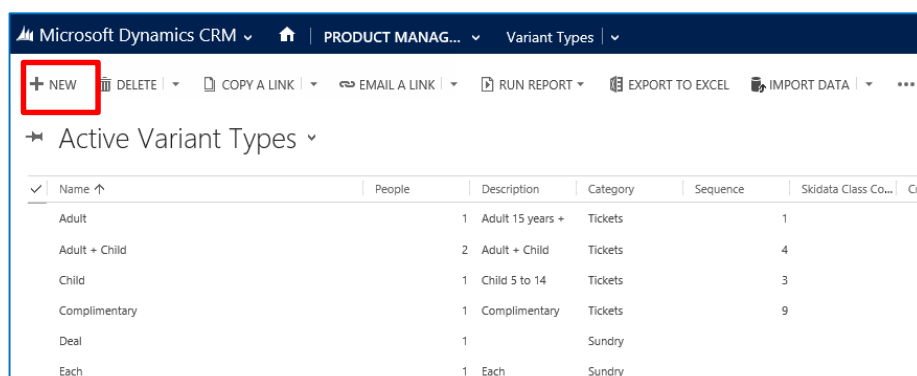 Microsoft Dynamics CRM PRODUCT MANAG... Variant Types
NEW DELETE COPY A LINK EMAIL A LINK RUN REPORT EXPORT TO EXCEL IMPORT DATA ...
Active Variant Types
Name People Description Category Sequence Skidata Class Co...
Adult 1 Adult 15 years + Tickets 1
Adult + Child 2 Adult + Child Tickets 4
Child 1 Child 5 to 14 Tickets 3
Complimentary 1 Complimentary Tickets 9
Deal 1 Sundry
Each 1 Each Sundry